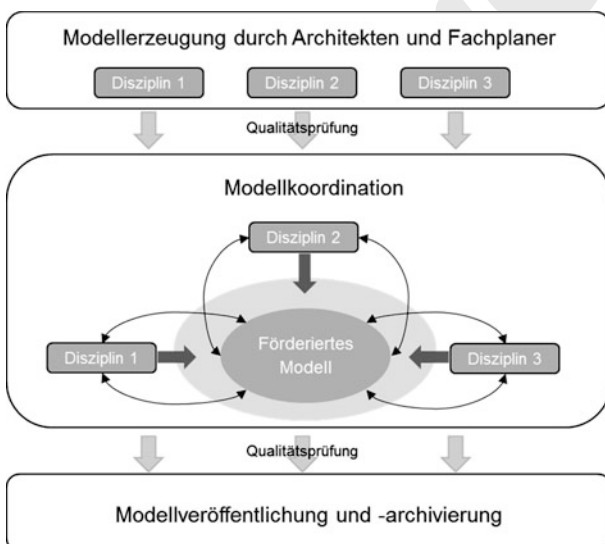 Modellerzeugung durch Architekten und Fachplaner
Disziplin 1 Disziplin 2 Disziplin 3
Qualitätsprüfung
Modellkoordination
Disziplin 2
Förderiertes
Modell
Disziplin 1
Disziplin 3
Qualitätsprüfung
Modellveröffentlichung und -archivierung